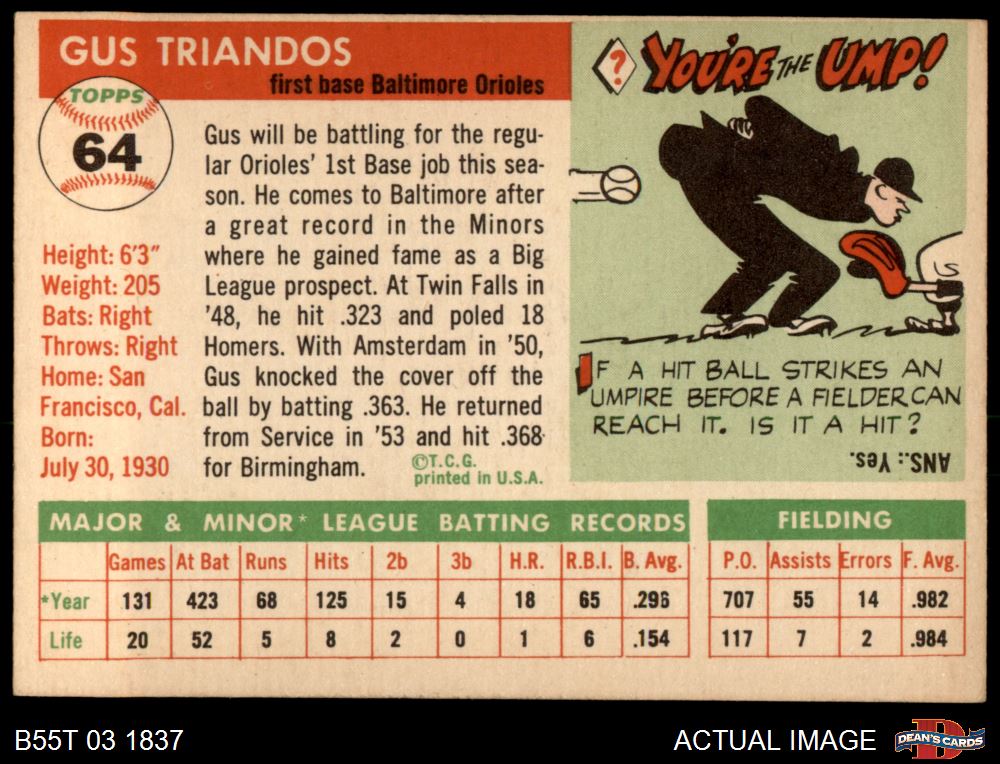 GUS TRIANDOS
first base Baltimore Orioles
TOPPS
64
Height: 6'3"
Weight: 205
Bats: Right
Throws: Right
Home: San
Francisco, Cal.
Born:
July 30, 1930
Gus will be battling for the regu-
lar Orioles' 1st Base job this sea-
son. He comes to Baltimore after
a great record in the Minors
where he gained fame as a Big
League prospect. At Twin Falls in
'48, he hit .323 and poled 18
Homers. With Amsterdam in '50,
Gus knocked the cover off the
ball by batting .363. He returned
from Service in '53 and hit .368
for Birmingham.
©T.C.G.
printed in U.S.A.
?
YOU'RE THE UMP!
IF A HIT BALL STRIKES AN
UMPIRE BEFORE A FIELDER CAN
REACH IT. IS IT A HIT?
ANS.: Yes.
MAJOR & MINOR* LEAGUE BATTING RECORDS
Games At Bat Runs Hits 2b 3b H.R. R.B.I. B. Avg.
*Year 131 423 68 125 15 4 18 65 .296
Life 20 52 5 8 2 0 1 6 .154
FIELDING
P.O. Assists Errors F. Avg.
707 55 14 .982
117 7 2 .984
B55T 03 1837
ACTUAL IMAGE
DEAN'S CARDS